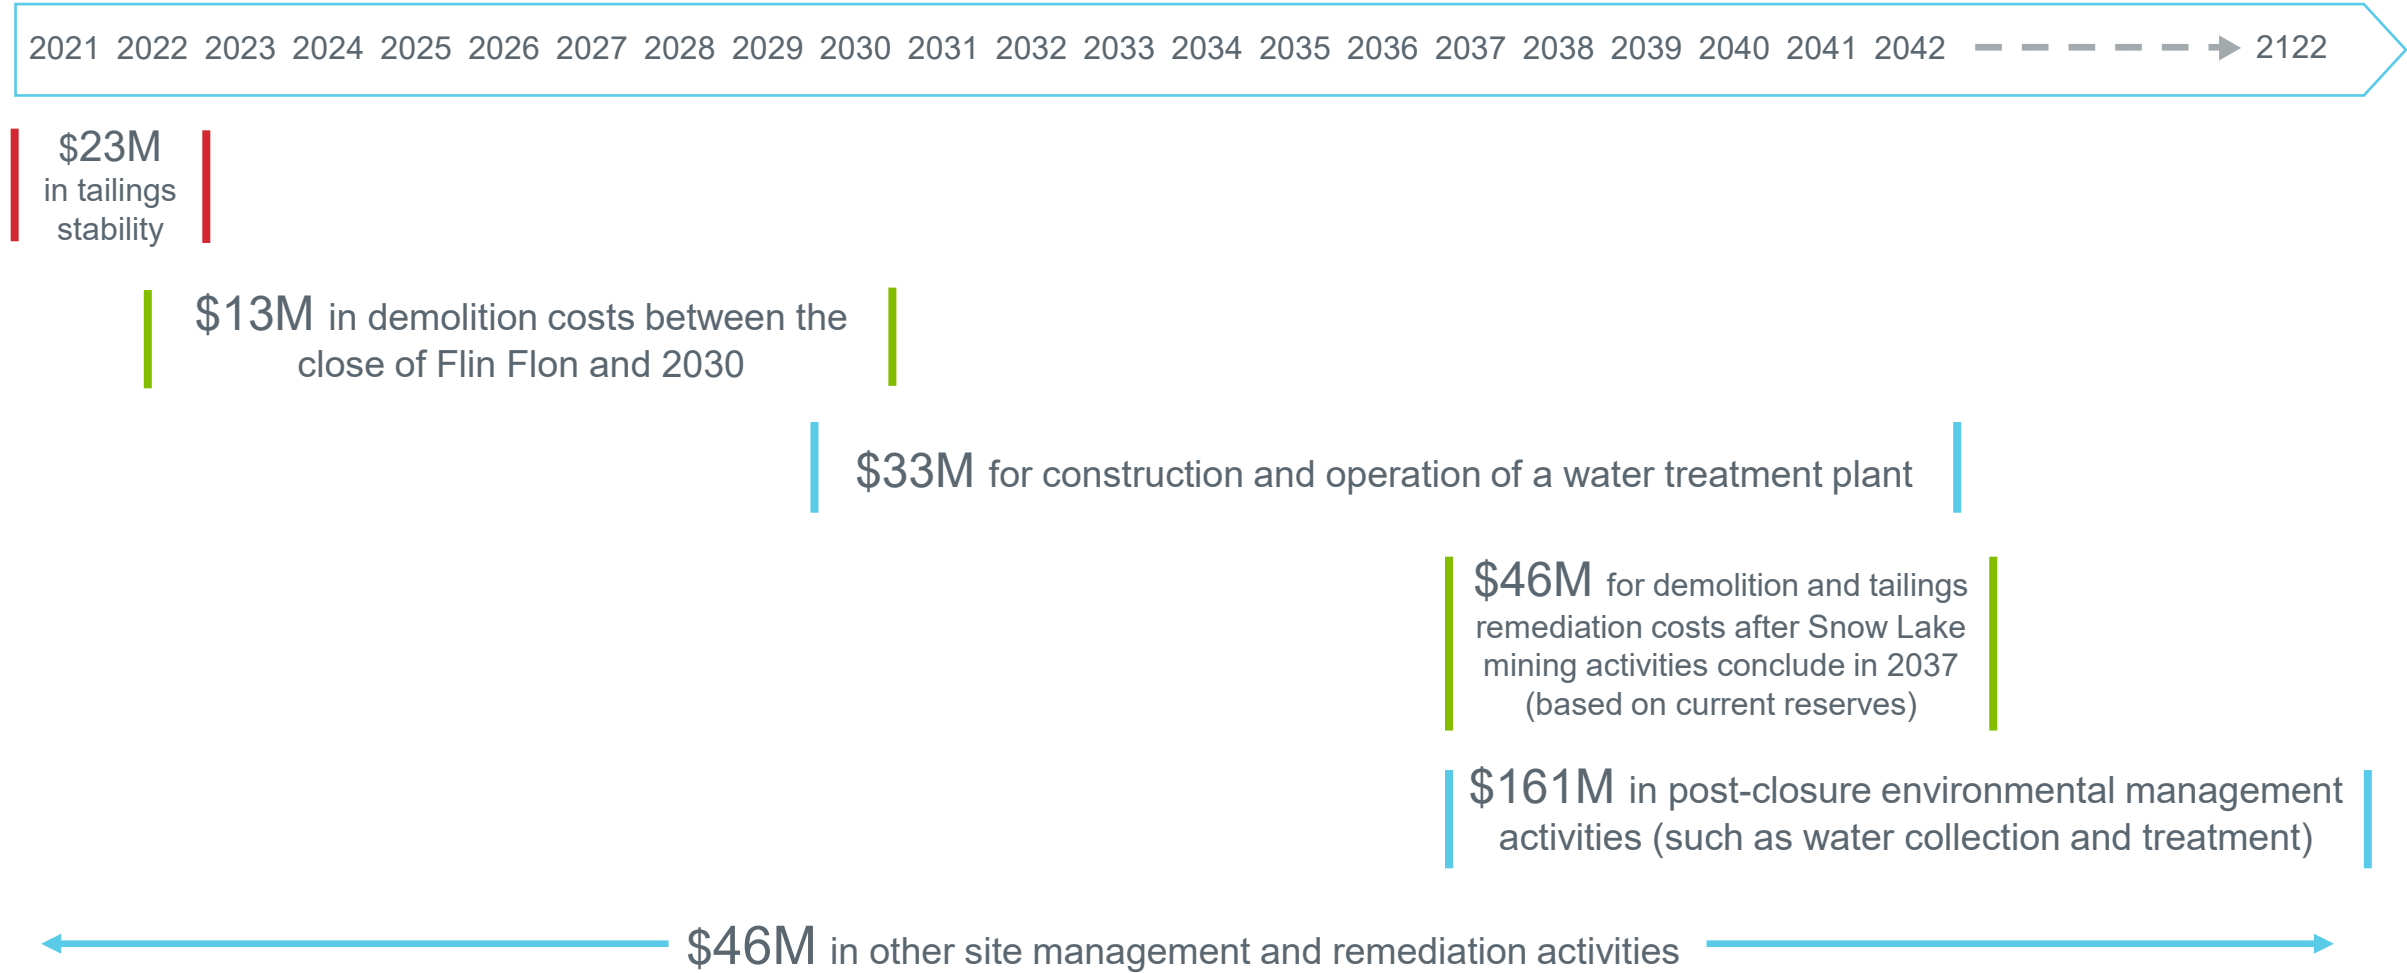 2021 2022 2023 2024 2025 2026 2027 2028 2029 2030 2031 2032 2033 2034 2035 2036 2037 2038 2039 2040 2041 2042 2122
$23M
in tailings
stability
$13M in demolition costs between the
close of Flin Flon and 2030
$33M for construction and operation of a water treatment plant
$46M for demolition and tailings
remediation costs after Snow Lake
mining activities conclude in 2037
(based on current reserves)
$161M in post-closure environmental management
activities (such as water collection and treatment)
$46M in other site management and remediation activities